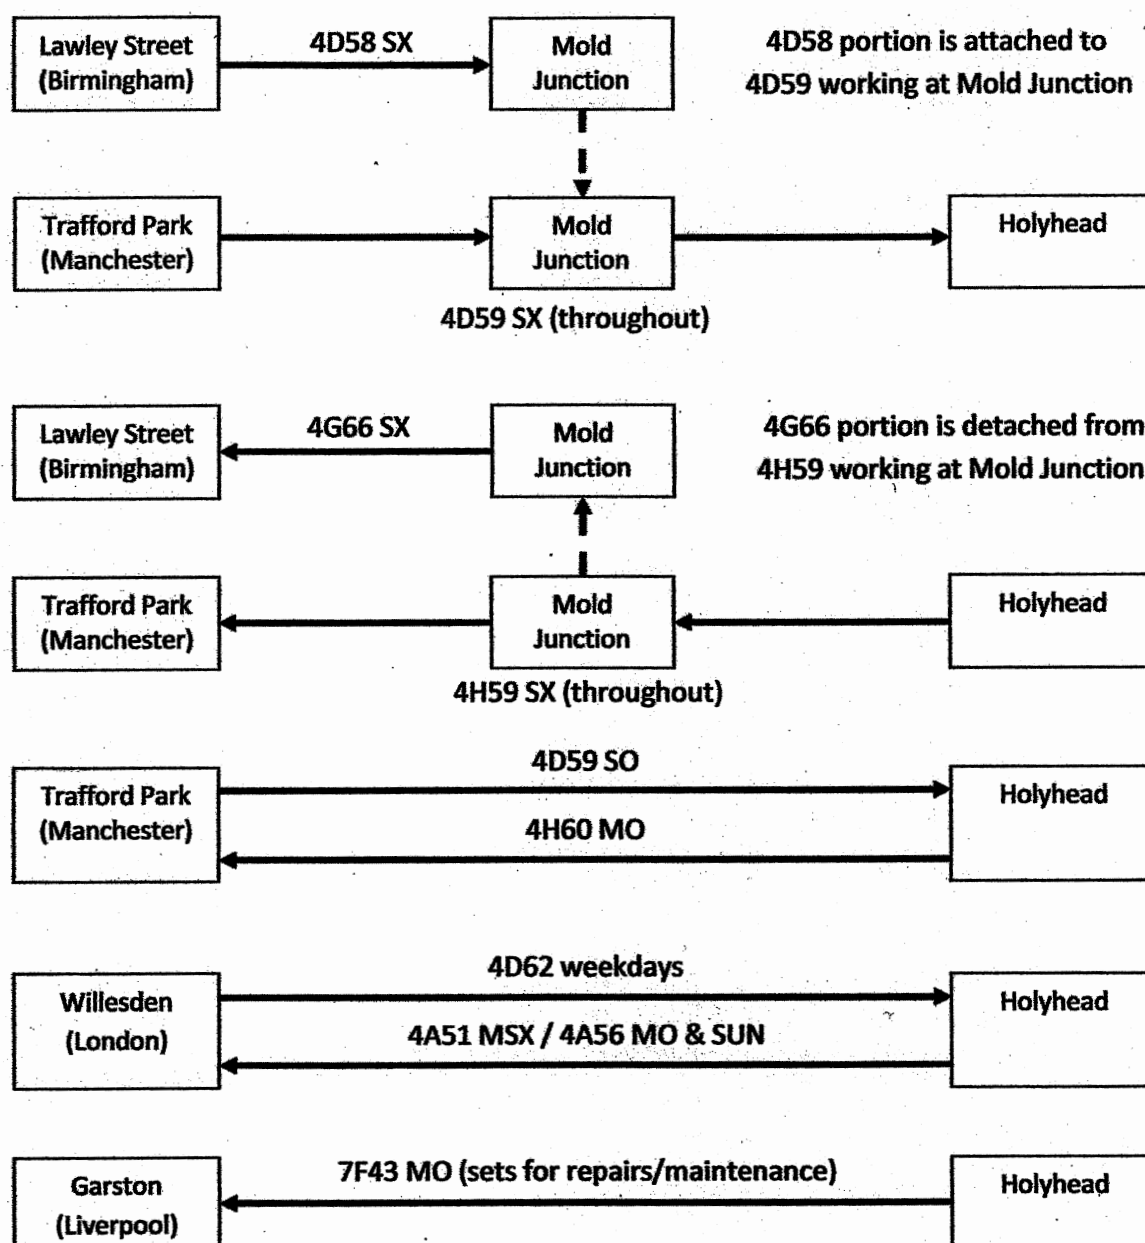 Lawley Street
(Birmingham)
4D58 SX
Mold
Junction
4D58 portion is attached to
4D59 working at Mold Junction
Trafford Park
(Manchester)
Mold
Junction
Holyhead
4D59 SX (throughout)
Lawley Street
(Birmingham)
4G66 SX
Mold
Junction
4G66 portion is detached from
4H59 working at Mold Junction
Trafford Park
(Manchester)
Mold
Junction
Holyhead
4H59 SX (throughout)
Trafford Park
(Manchester)
4D59 SO
4H60 MO
Holyhead
Willesden
(London)
4D62 weekdays
4A51 MSX / 4A56 MO & SUN
Holyhead
Garston
(Liverpool)
7F43 MO (sets for repairs/maintenance)
Holyhead